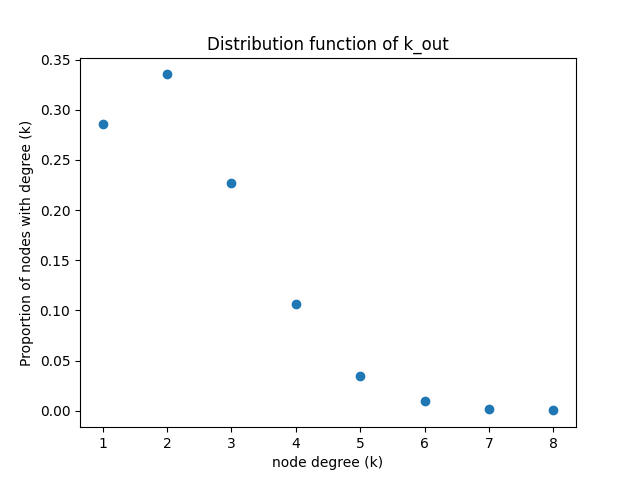 Distribution function of k_out
Proportion of nodes with degree (k)
0.35
0.30
0.25
0.20
0.15
0.10
0.05
0.00
1 2 3 4 5 6 7 8
node degree (k)